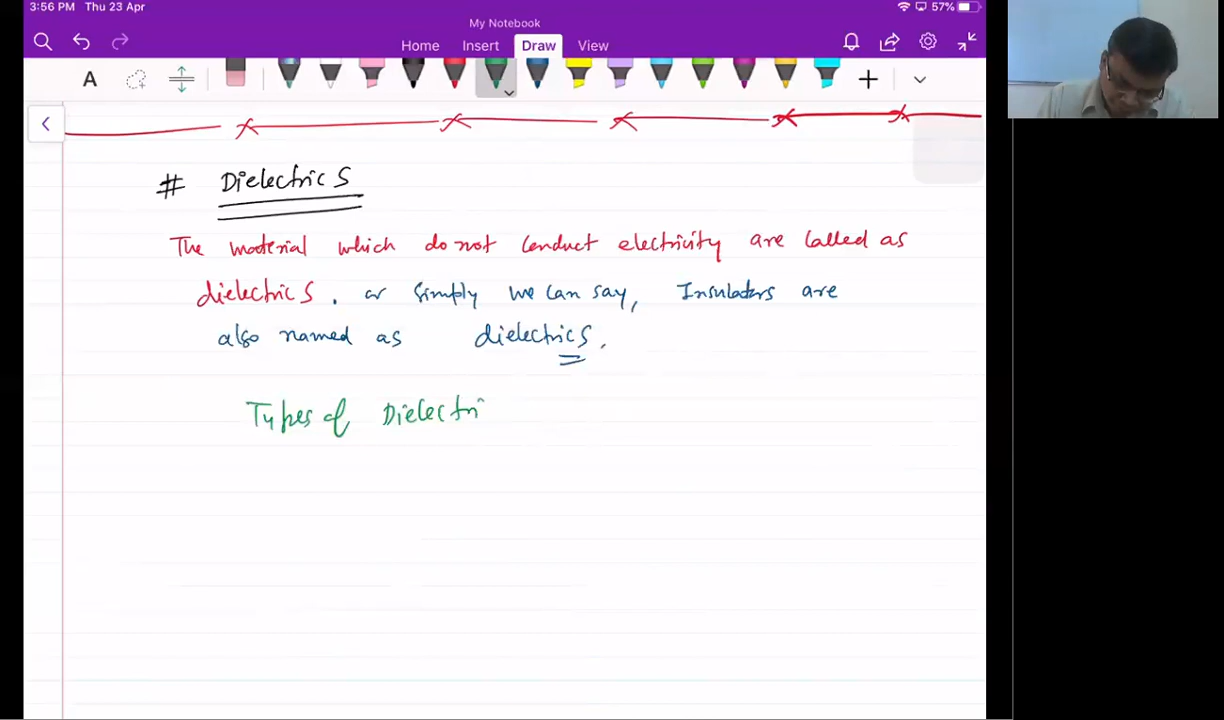 3:56 PM Thu 23 Apr
57%
My Notebook
Home Insert Draw View
A
# Dielectrics
The material which do not conduct electricity are called as
dielectrics. or simply we can say, Insulators are
also named as dielectrics.
Types of Dielectri